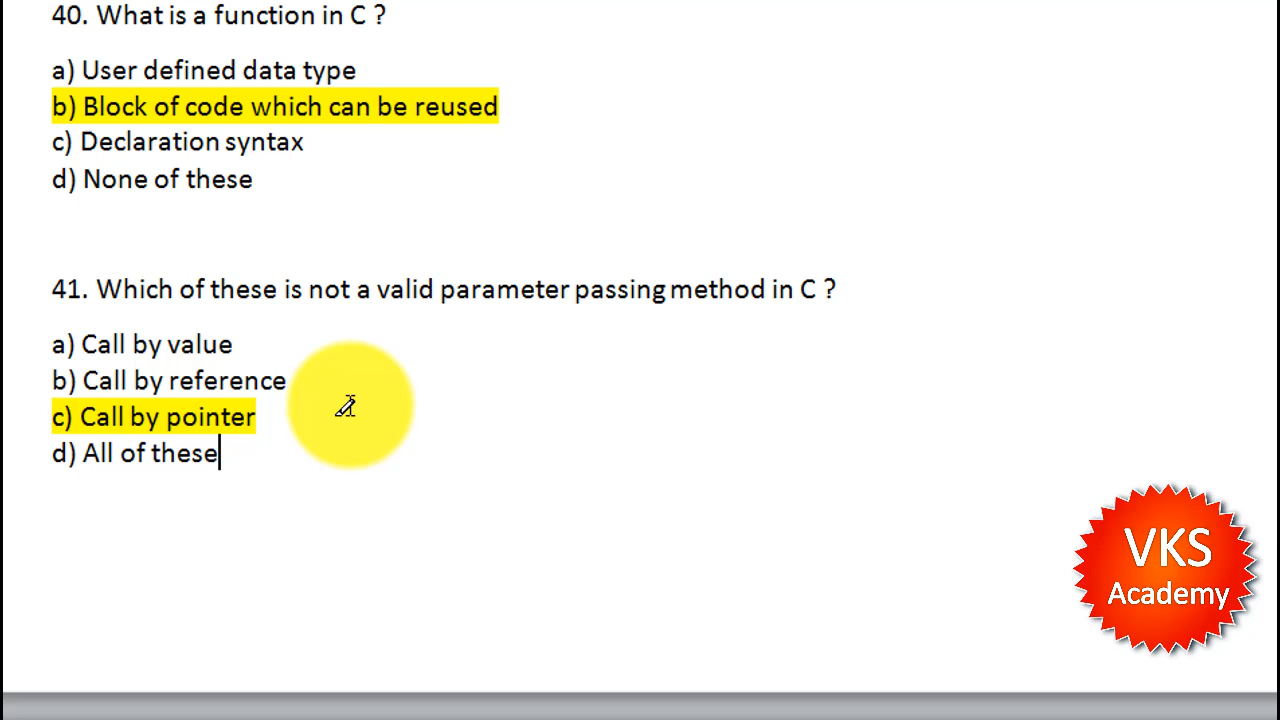 40. What is a function in C ?
a) User defined data type
b) Block of code which can be reused
c) Declaration syntax
d) None of these
41. Which of these is not a valid parameter passing method in C ?
a) Call by value
b) Call by reference
c) Call by pointer
d) All of these
VKS
Academy